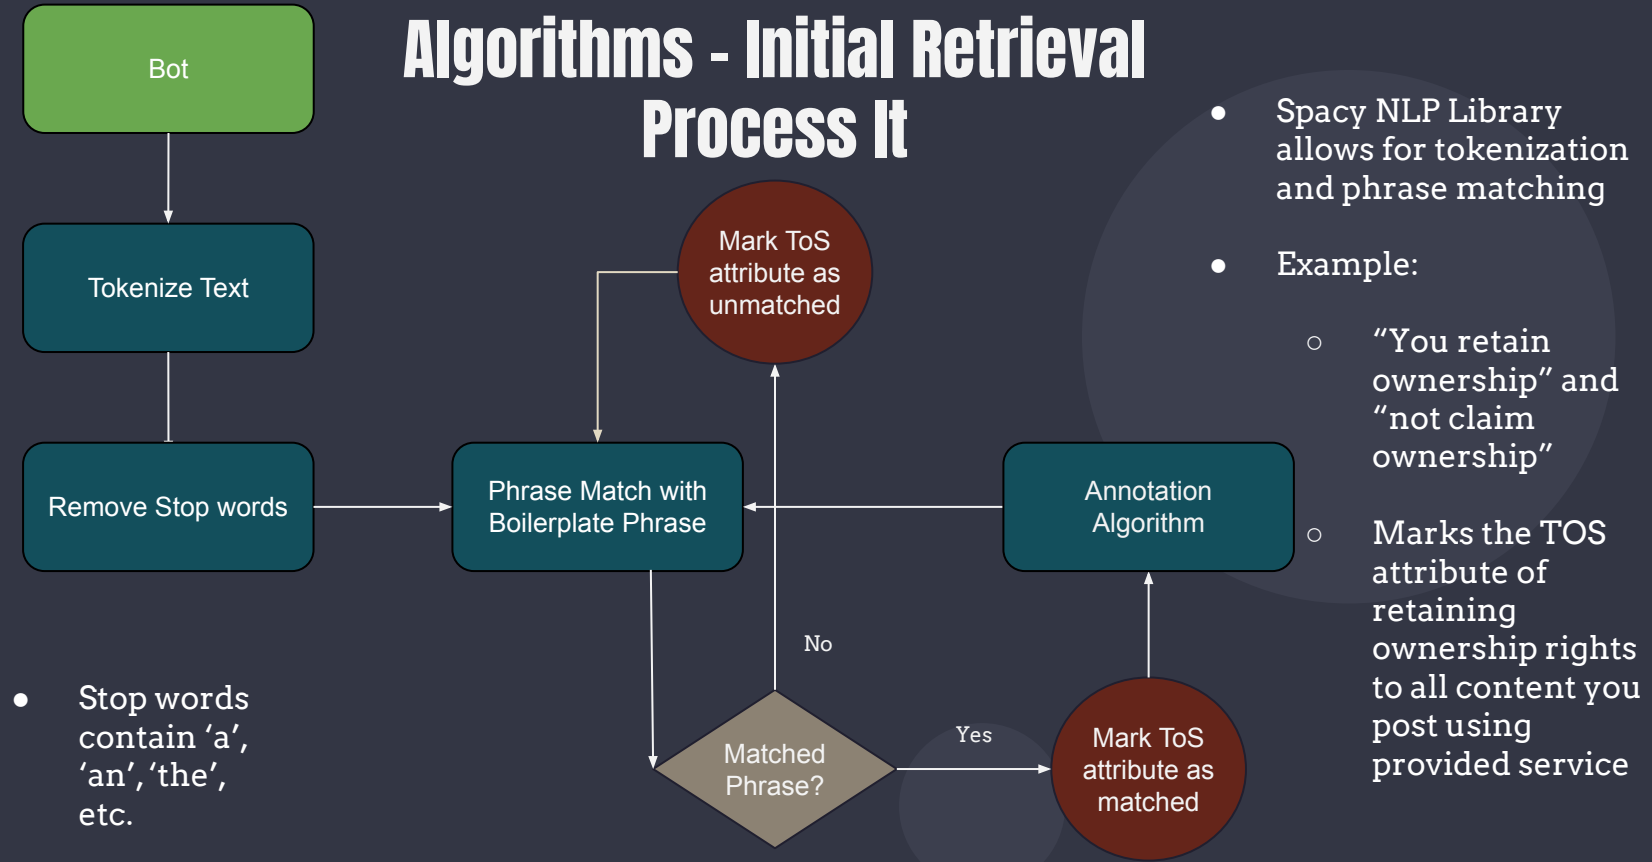 Algorithms - Initial Retrieval
Process It
Bot
Tokenize Text
Remove Stop words
Phrase Match with
Boilerplate Phrase
Mark ToS
attribute as
unmatched
Annotation
Algorithm
No
Matched
Phrase?
Yes
Mark ToS
attribute as
matched
● Stop words
contain ‘a’,
‘an’, ‘the’,
etc.
● Spacy NLP Library
allows for tokenization
and phrase matching
● Example:
○ “You retain
ownership” and
“not claim
ownership”
○ Marks the TOS
attribute of
retaining
ownership rights
to all content you
post using
provided service